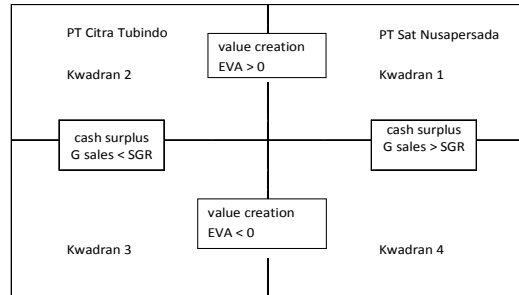 PT Citra Tubindo
PT Sat Nusapersada
value creation
EVA > 0
Kwadran 2
Kwadran 1
cash surplus
G sales < SGR
cash surplus
G sales > SGR
value creation
EVA < 0
Kwadran 3
Kwadran 4